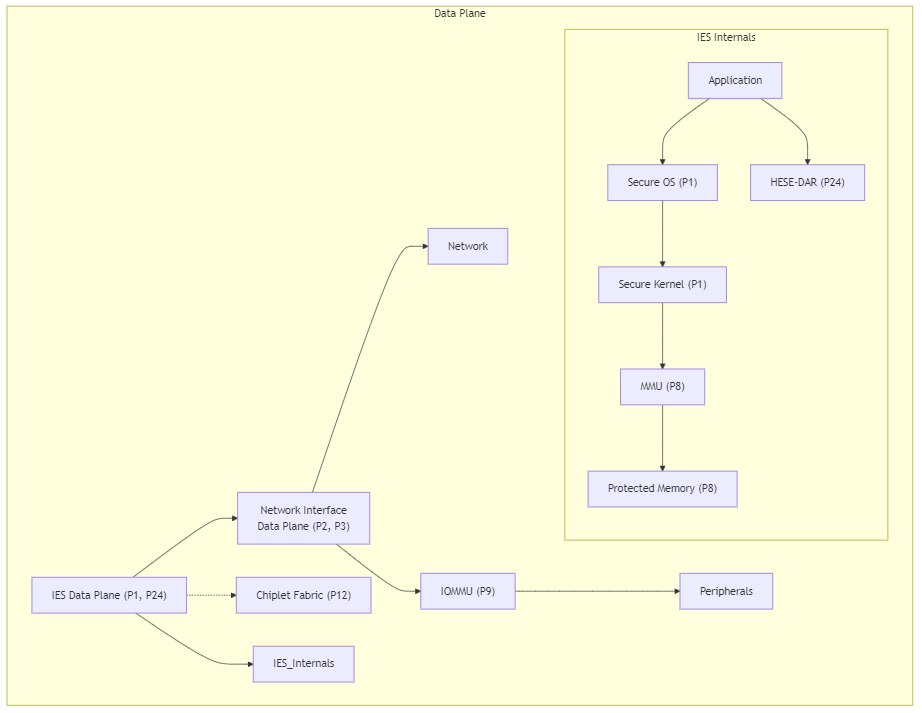 Data Plane
IES Internals
Application
Secure OS (P1)
HESE-DAR (P24)
Network
Secure Kernel (P1)
MMU (P8)
Protected Memory (P8)
Network Interface
Data Plane (P2, P3)
IES Data Plane (P1, P24)
Chiplet Fabric (P12)
IOMMU (P9)
Peripherals
IES_Internals